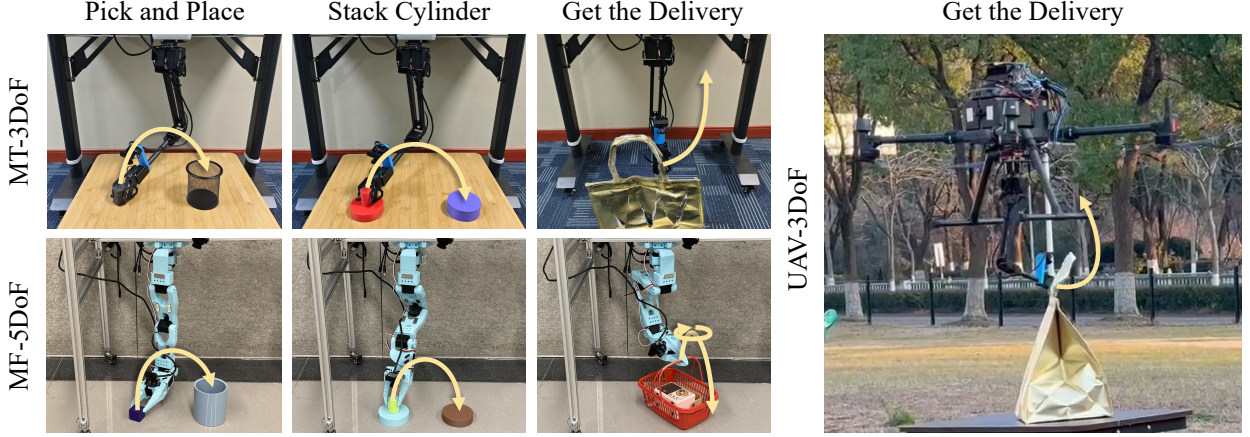 Pick and Place
Stack Cylinder
Get the Delivery
Get the Delivery
MT-3DoF
MF-5DoF
UAV-3DoF